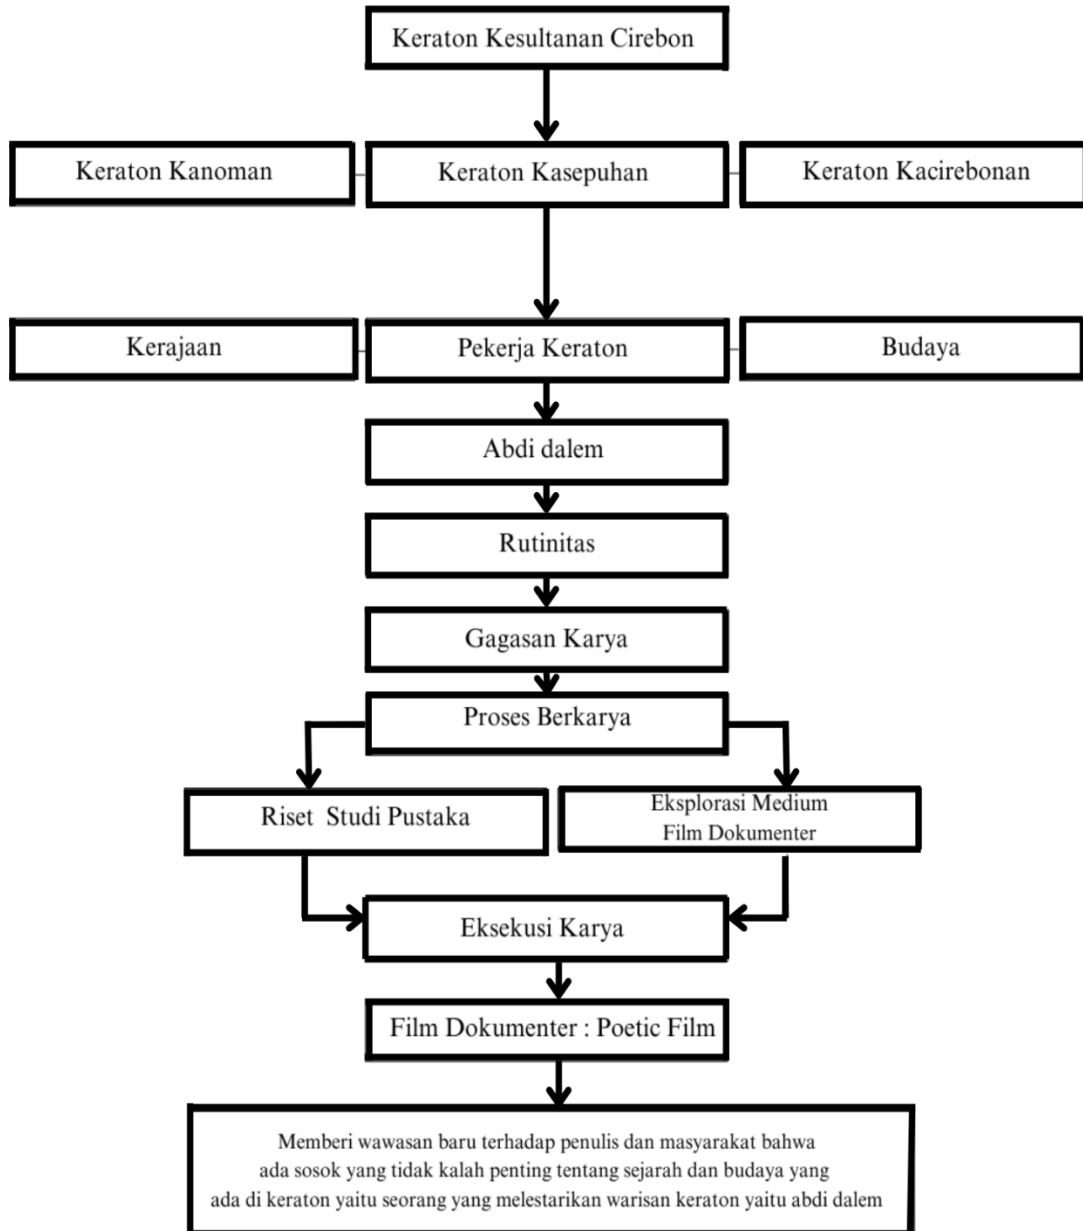 Keraton Kesultanan Cirebon
Keraton Kanoman
Keraton Kasepuhan
Keraton Kacirebonan
Kerajaan
Pekerja Keraton
Budaya
Abdi dalem
Rutinitas
Gagasan Karya
Proses Berkarya
Riset Studi Pustaka
Eksplorasi Medium
Film Dokumenter
Eksekusi Karya
Film Dokumenter : Poetic Film
Memberi wawasan baru terhadap penulis dan masyarakat bahwa
ada sosok yang tidak kalah penting tentang sejarah dan budaya yang
ada di keraton yaitu seorang yang melestarikan warisan keraton yaitu abdi dalem